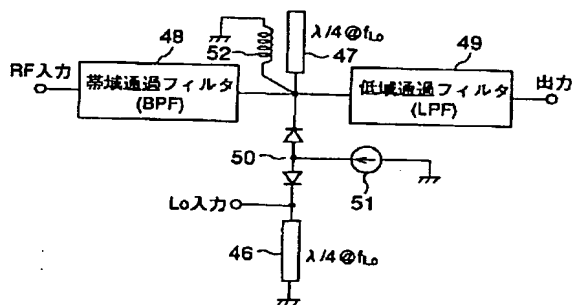 48
52
λ/4@fLo
47
49
RF入力
帯域通過フィルタ
(BPF)
低域通過フィルタ
(LPF)
出力
50
51
Lo入力
46
λ/4@fLo